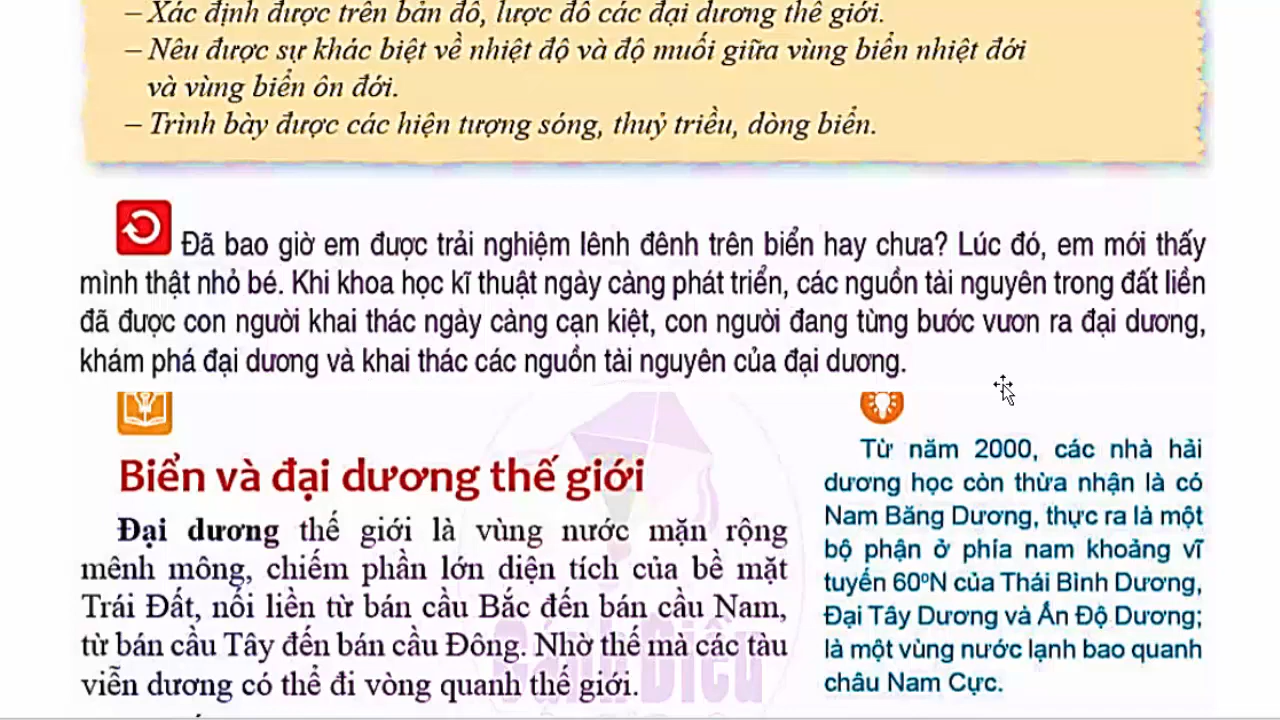 – Xác định được trên bản đồ, lược đồ các đại dương thế giới.
– Nêu được sự khác biệt về nhiệt độ và độ muối giữa vùng biển nhiệt đới
và vùng biển ôn đới.
– Trình bày được các hiện tượng sóng, thuỷ triều, dòng biển.
Đã bao giờ em được trải nghiệm lênh đênh trên biển hay chưa? Lúc đó, em mới thấy
mình thật nhỏ bé. Khi khoa học kĩ thuật ngày càng phát triển, các nguồn tài nguyên trong đất liền
đã được con người khai thác ngày càng cạn kiệt, con người đang từng bước vươn ra đại dương,
khám phá đại dương và khai thác các nguồn tài nguyên của đại dương.
Biển và đại dương thế giới
Đại dương thế giới là vùng nước mặn rộng
mênh mông, chiếm phần lớn diện tích của bề mặt
Trái Đất, nối liền từ bán cầu Bắc đến bán cầu Nam,
từ bán cầu Tây đến bán cầu Đông. Nhờ thế mà các tàu
viễn dương có thể đi vòng quanh thế giới.
Từ năm 2000, các nhà hải
dương học còn thừa nhận là có
Nam Băng Dương, thực ra là một
bộ phận ở phía nam khoảng vĩ
tuyến 60ºN của Thái Bình Dương,
Đại Tây Dương và Ấn Độ Dương;
là một vùng nước lạnh bao quanh
châu Nam Cực.
Cánh Diều